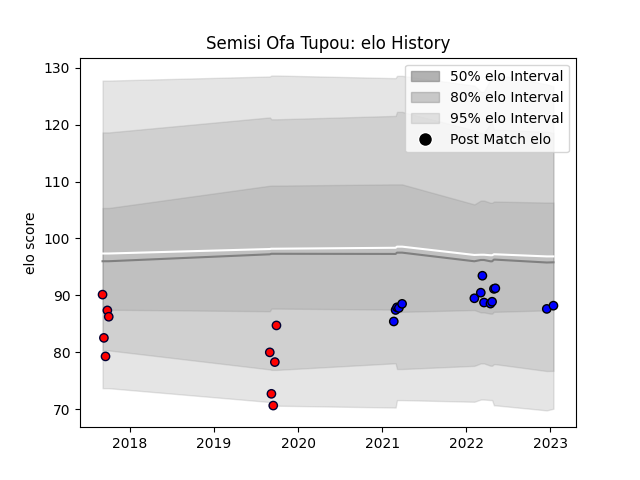 Semisi Ofa Tupou: elo History
50% elo Interval
80% elo Interval
95% elo Interval
Post Match elo
elo score
130
120
110
100
90
80
70
2018
2019
2020
2021
2022
2023